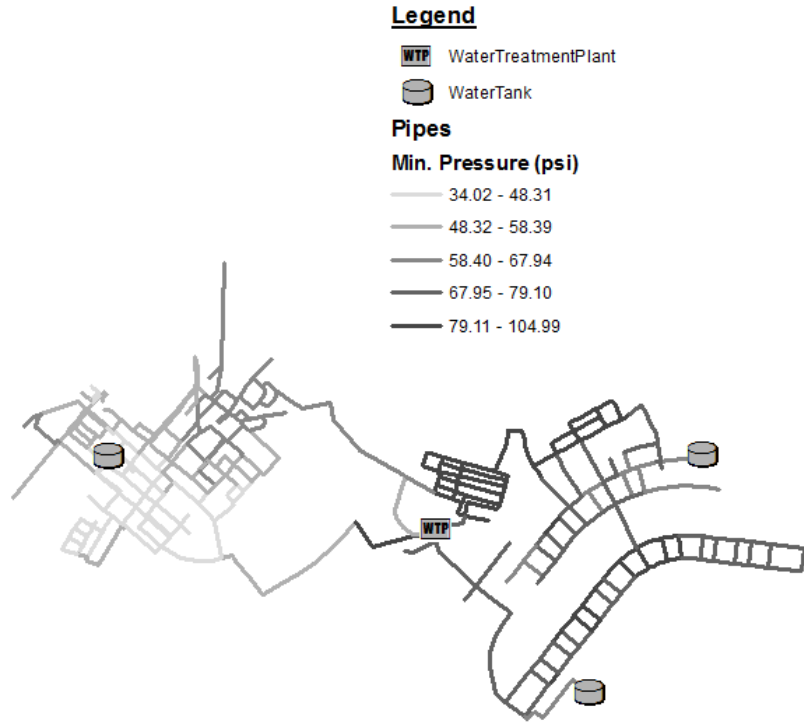 Legend
WTP WaterTreatmentPlant
WaterTank
Pipes
Min. Pressure (psi)
34.02 - 48.31
48.32 - 58.39
58.40 - 67.94
67.95 - 79.10
79.11 - 104.99
WTP